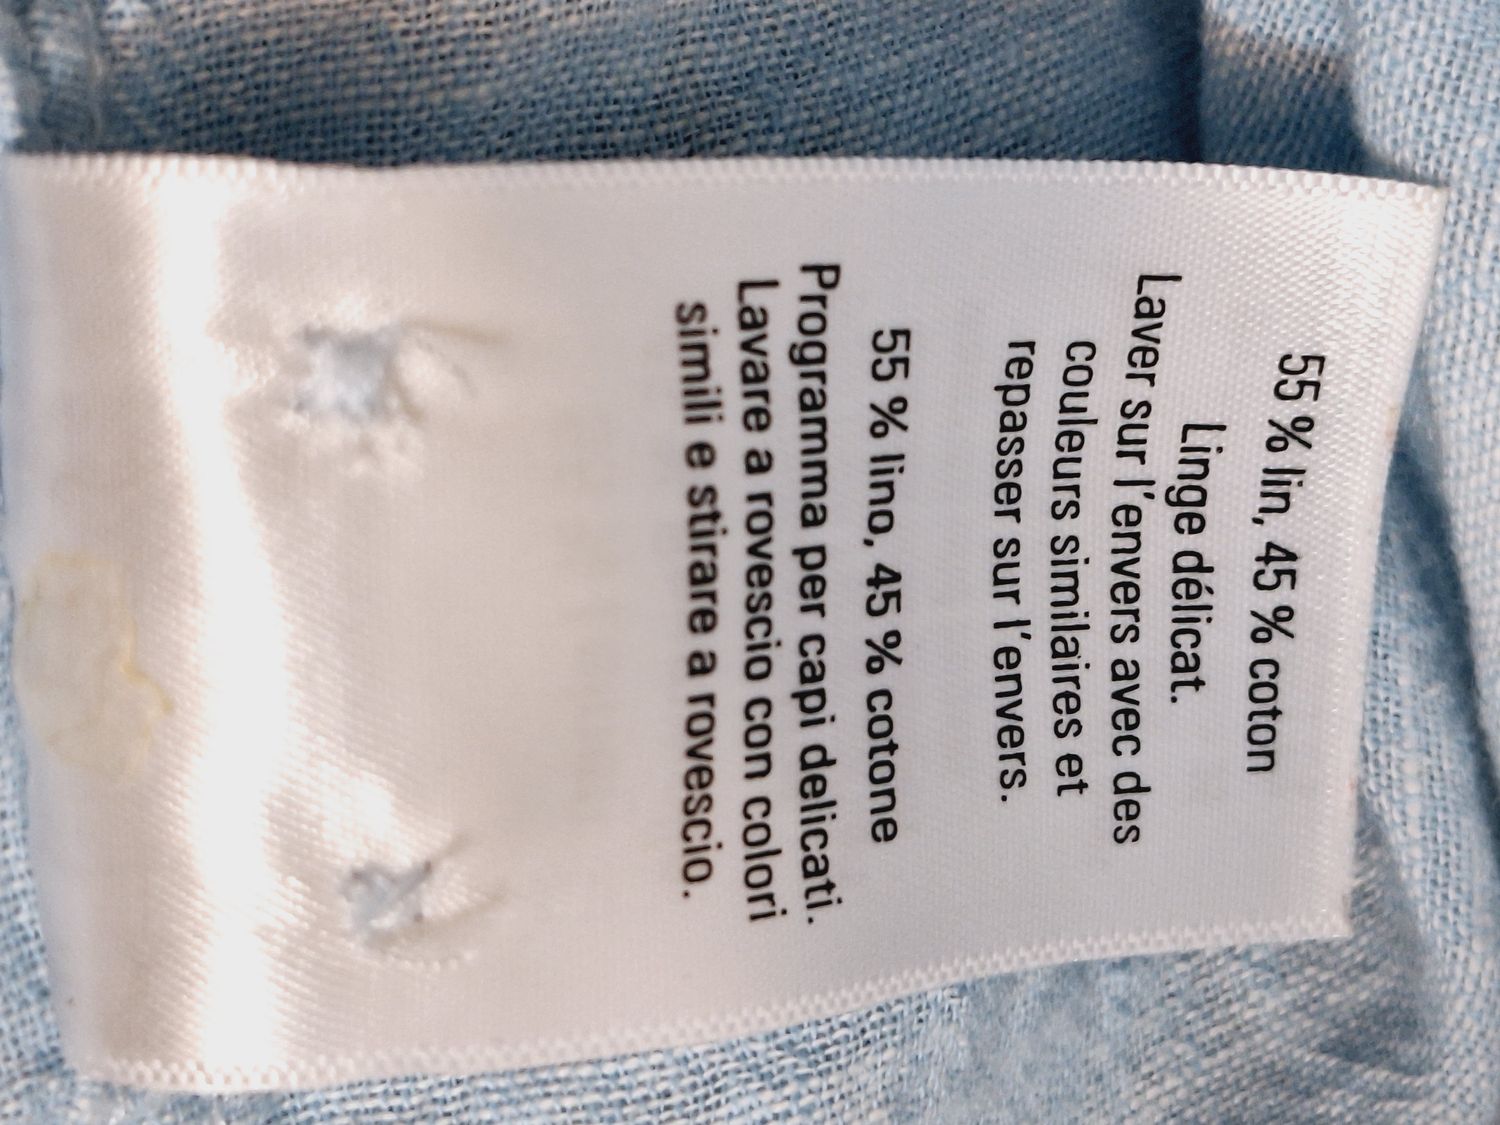 55 % lin, 45 % coton
Linge délicat.
Laver sur l'envers avec des
couleurs similaires et
repasser sur l'envers.
55 % lino, 45 % cotone
Programma per capi delicati.
Lavare a rovescio con colori
simili e stirare a rovescio.